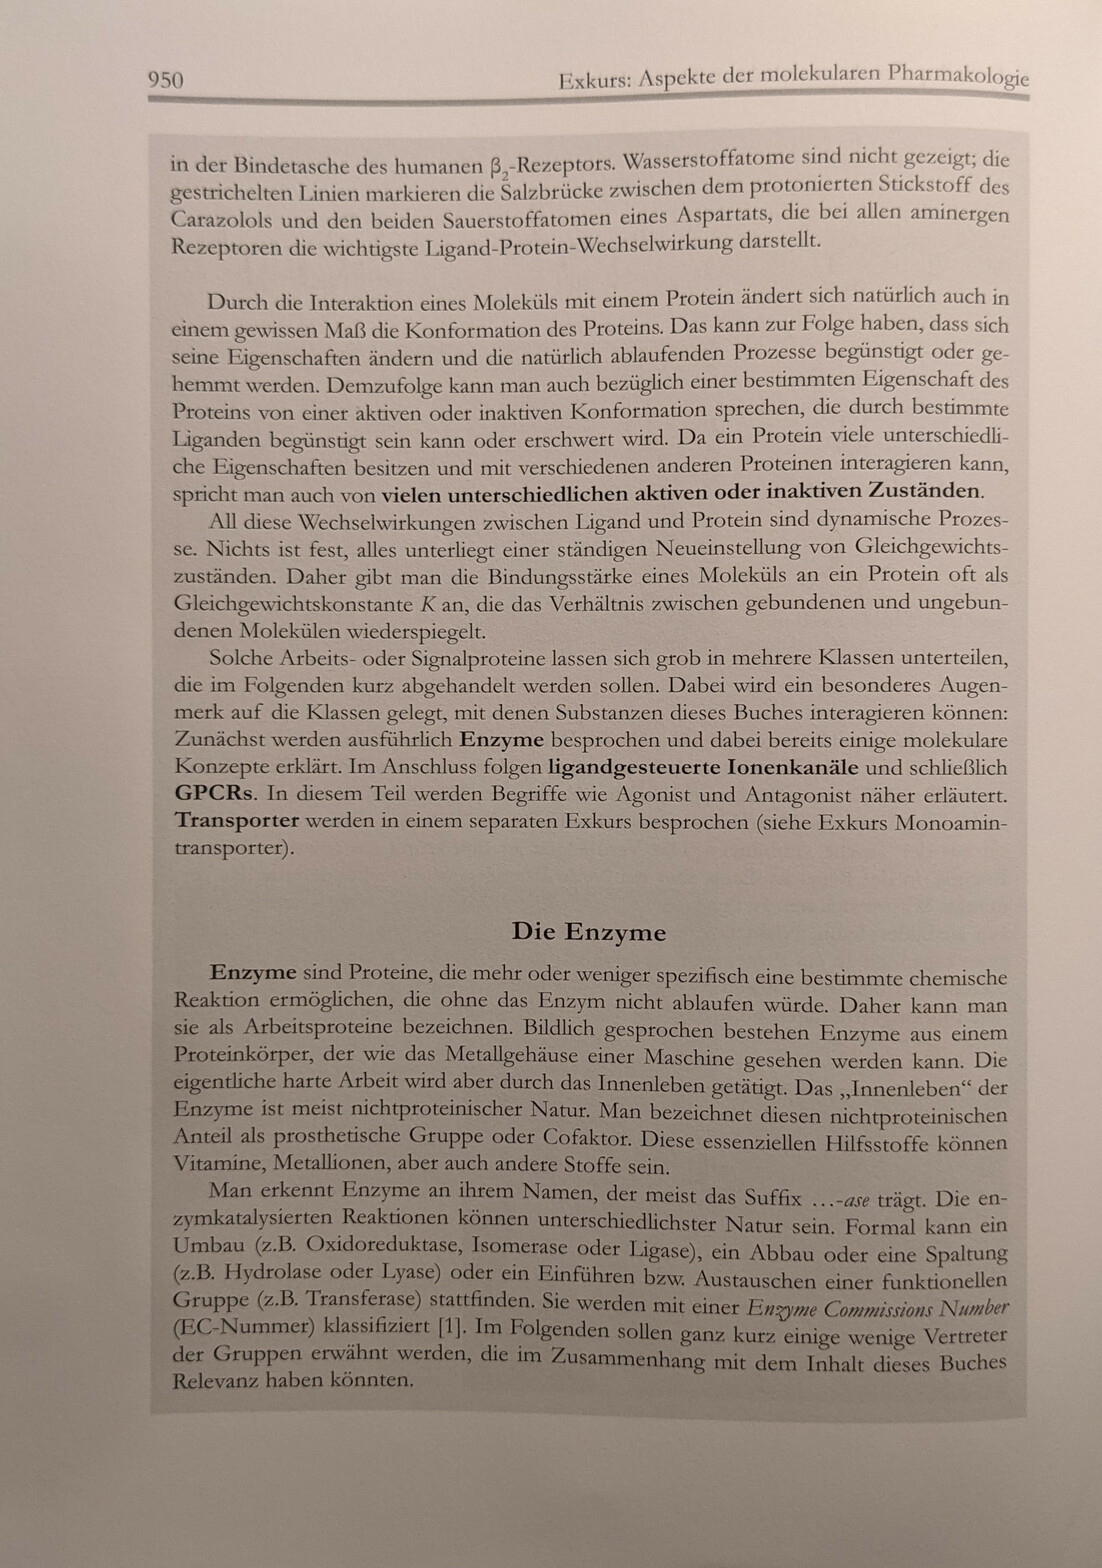 950
Exkurs: Aspekte der molekularen Pharmakologie
in der Bindetasche des humanen β₂-Rezeptors. Wasserstoffatome sind nicht gezeigt; die
gestrichelten Linien markieren die Salzbrücke zwischen dem protonierten Stickstoff des
Carazolols und den beiden Sauerstoffatomen eines Aspartats, die bei allen aminergen
Rezeptoren die wichtigste Ligand-Protein-Wechselwirkung darstellt.
Durch die Interaktion eines Moleküls mit einem Protein ändert sich natürlich auch in
einem gewissen Maß die Konformation des Proteins. Das kann zur Folge haben, dass sich
seine Eigenschaften ändern und die natürlich ablaufenden Prozesse begünstigt oder ge-
hemmt werden. Demzufolge kann man auch bezüglich einer bestimmten Eigenschaft des
Proteins von einer aktiven oder inaktiven Konformation sprechen, die durch bestimmte
Liganden begünstigt sein kann oder erschwert wird. Da ein Protein viele unterschiedli-
che Eigenschaften besitzen und mit verschiedenen anderen Proteinen interagieren kann,
spricht man auch von vielen unterschiedlichen aktiven oder inaktiven Zuständen.
All diese Wechselwirkungen zwischen Ligand und Protein sind dynamische Prozes-
se. Nichts ist fest, alles unterliegt einer ständigen Neueinstellung von Gleichgewichts-
zuständen. Daher gibt man die Bindungsstärke eines Moleküls an ein Protein oft als
Gleichgewichtskonstante K an, die das Verhältnis zwischen gebundenen und ungebun-
denen Molekülen wiederspiegelt.
Solche Arbeits- oder Signalproteine lassen sich grob in mehrere Klassen unterteilen,
die im Folgenden kurz abgehandelt werden sollen. Dabei wird ein besonderes Augen-
merk auf die Klassen gelegt, mit denen Substanzen dieses Buches interagieren können:
Zunächst werden ausführlich Enzyme besprochen und dabei bereits einige molekulare
Konzepte erklärt. Im Anschluss folgen ligandgesteuerte Ionenkanäle und schließlich
GPCRs. In diesem Teil werden Begriffe wie Agonist und Antagonist näher erläutert.
Transporter werden in einem separaten Exkurs besprochen (siehe Exkurs Monoamin-
transporter).
Die Enzyme
Enzyme sind Proteine, die mehr oder weniger spezifisch eine bestimmte chemische
Reaktion ermöglichen, die ohne das Enzym nicht ablaufen würde. Daher kann man
sie als Arbeitsproteine bezeichnen. Bildlich gesprochen bestehen Enzyme aus einem
Proteinkörper, der wie das Metallgehäuse einer Maschine gesehen werden kann. Die
eigentliche harte Arbeit wird aber durch das Innenleben getätigt. Das „Innenleben“ der
Enzyme ist meist nichtproteinischer Natur. Man bezeichnet diesen nichtproteinischen
Anteil als prosthetische Gruppe oder Cofaktor. Diese essenziellen Hilfsstoffe können
Vitamine, Metallionen, aber auch andere Stoffe sein.
Man erkennt Enzyme an ihrem Namen, der meist das Suffix …-ase trägt. Die en-
zymkatalysierten Reaktionen können unterschiedlichster Natur sein. Formal kann ein
Umbau (z.B. Oxidoreduktase, Isomerase oder Ligase), ein Abbau oder eine Spaltung
(z.B. Hydrolase oder Lyase) oder ein Einführen bzw. Austauschen einer funktionellen
Gruppe (z.B. Transferase) stattfinden. Sie werden mit einer Enzyme Commissions Number
(EC-Nummer) klassifiziert [1]. Im Folgenden sollen ganz kurz einige wenige Vertreter
der Gruppen erwähnt werden, die im Zusammenhang mit dem Inhalt dieses Buches
Relevanz haben könnten.